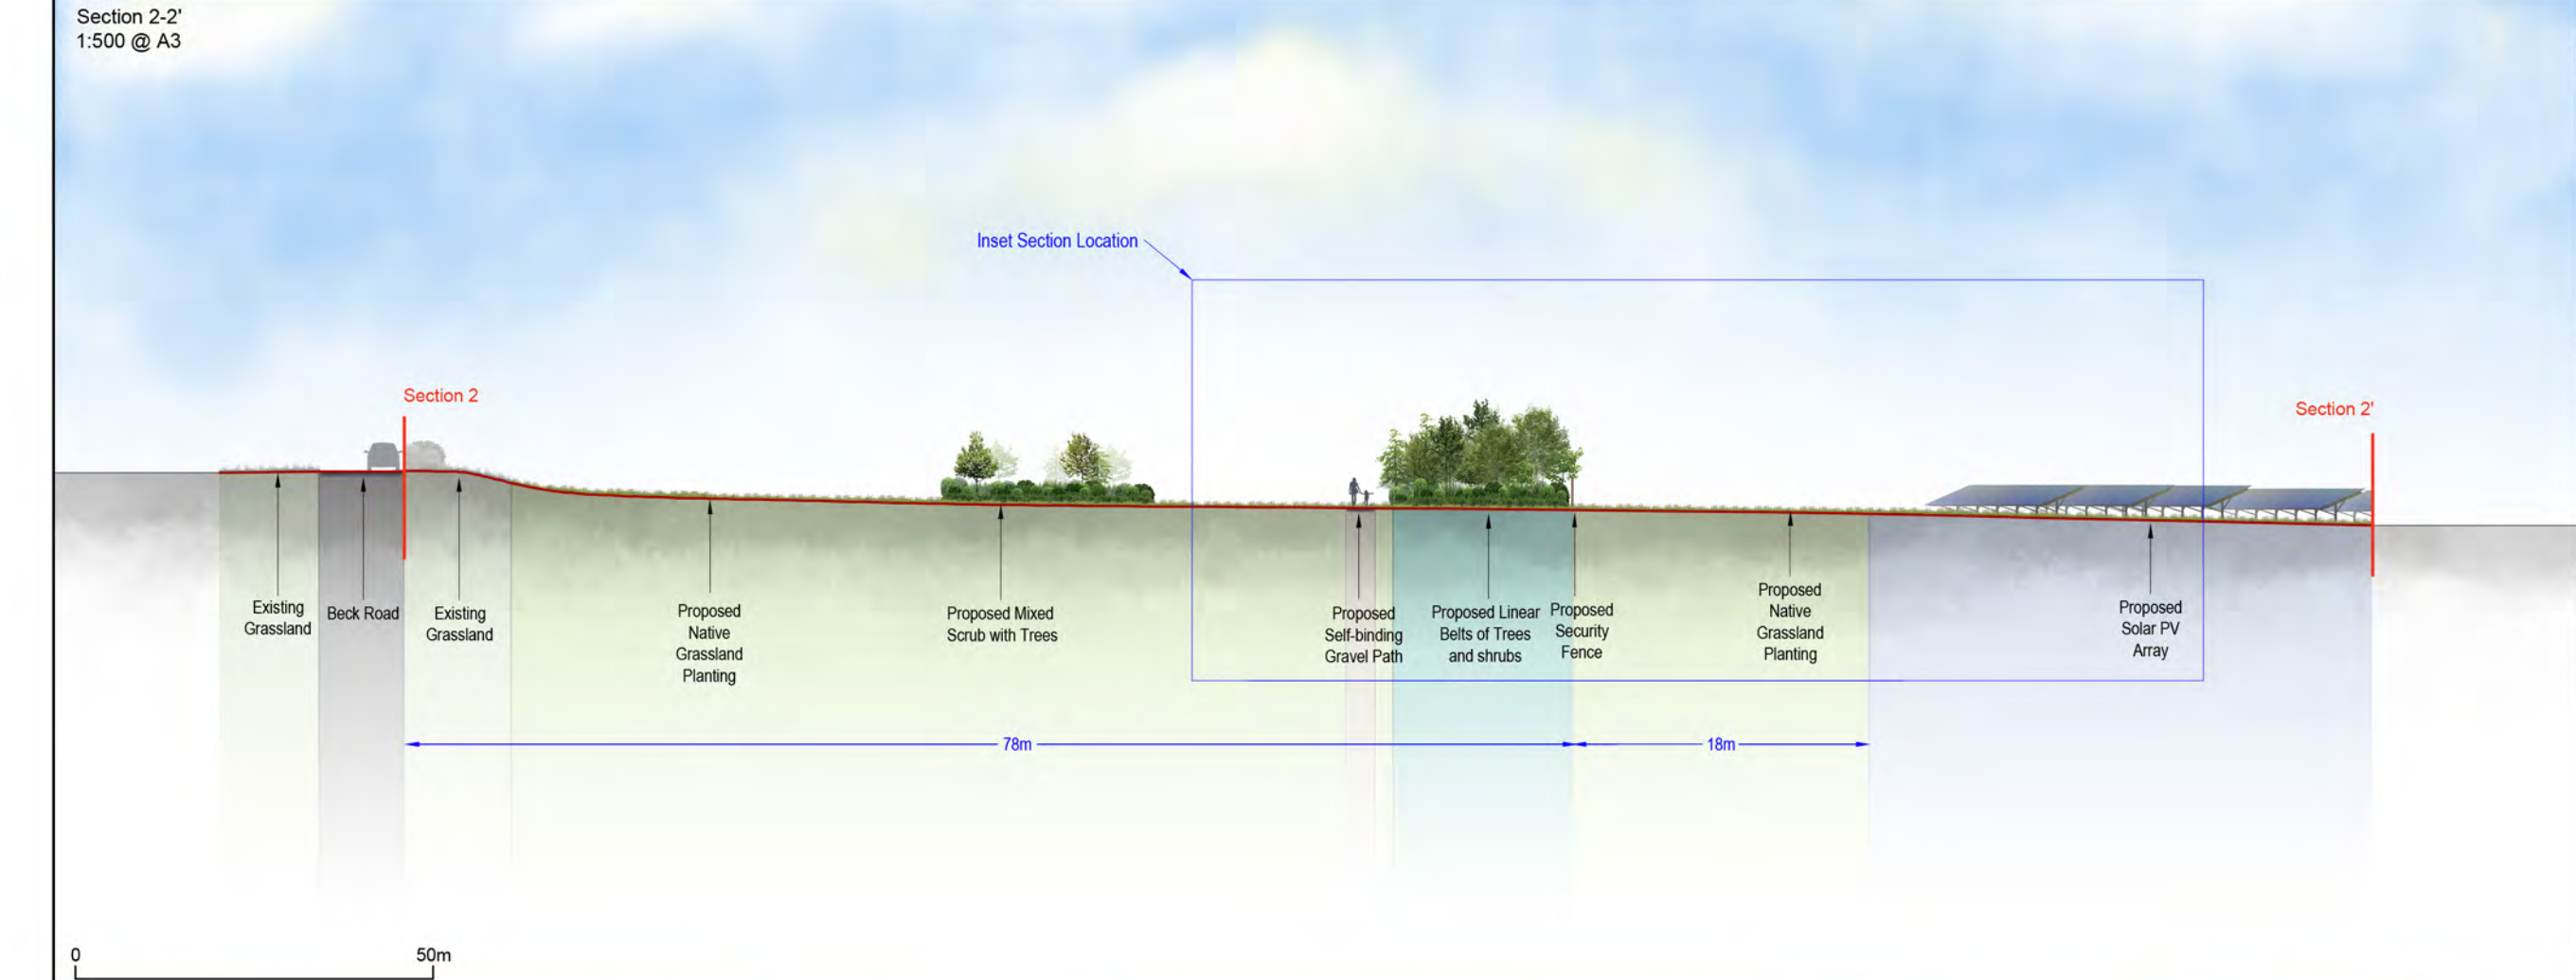 Section 2-2'
1:500 @ A3
Inset Section Location
Section 2
Section 2'
Existing
Grassland
Beck Road
Existing
Grassland
Proposed
Native
Grassland
Planting
Proposed Mixed
Scrub with Trees
Proposed
Self-binding
Gravel Path
Proposed Linear
Belts of Trees
and shrubs
Proposed
Security
Fence
Proposed
Native
Grassland
Planting
Proposed
Solar PV
Array
78m
18m
0
50m